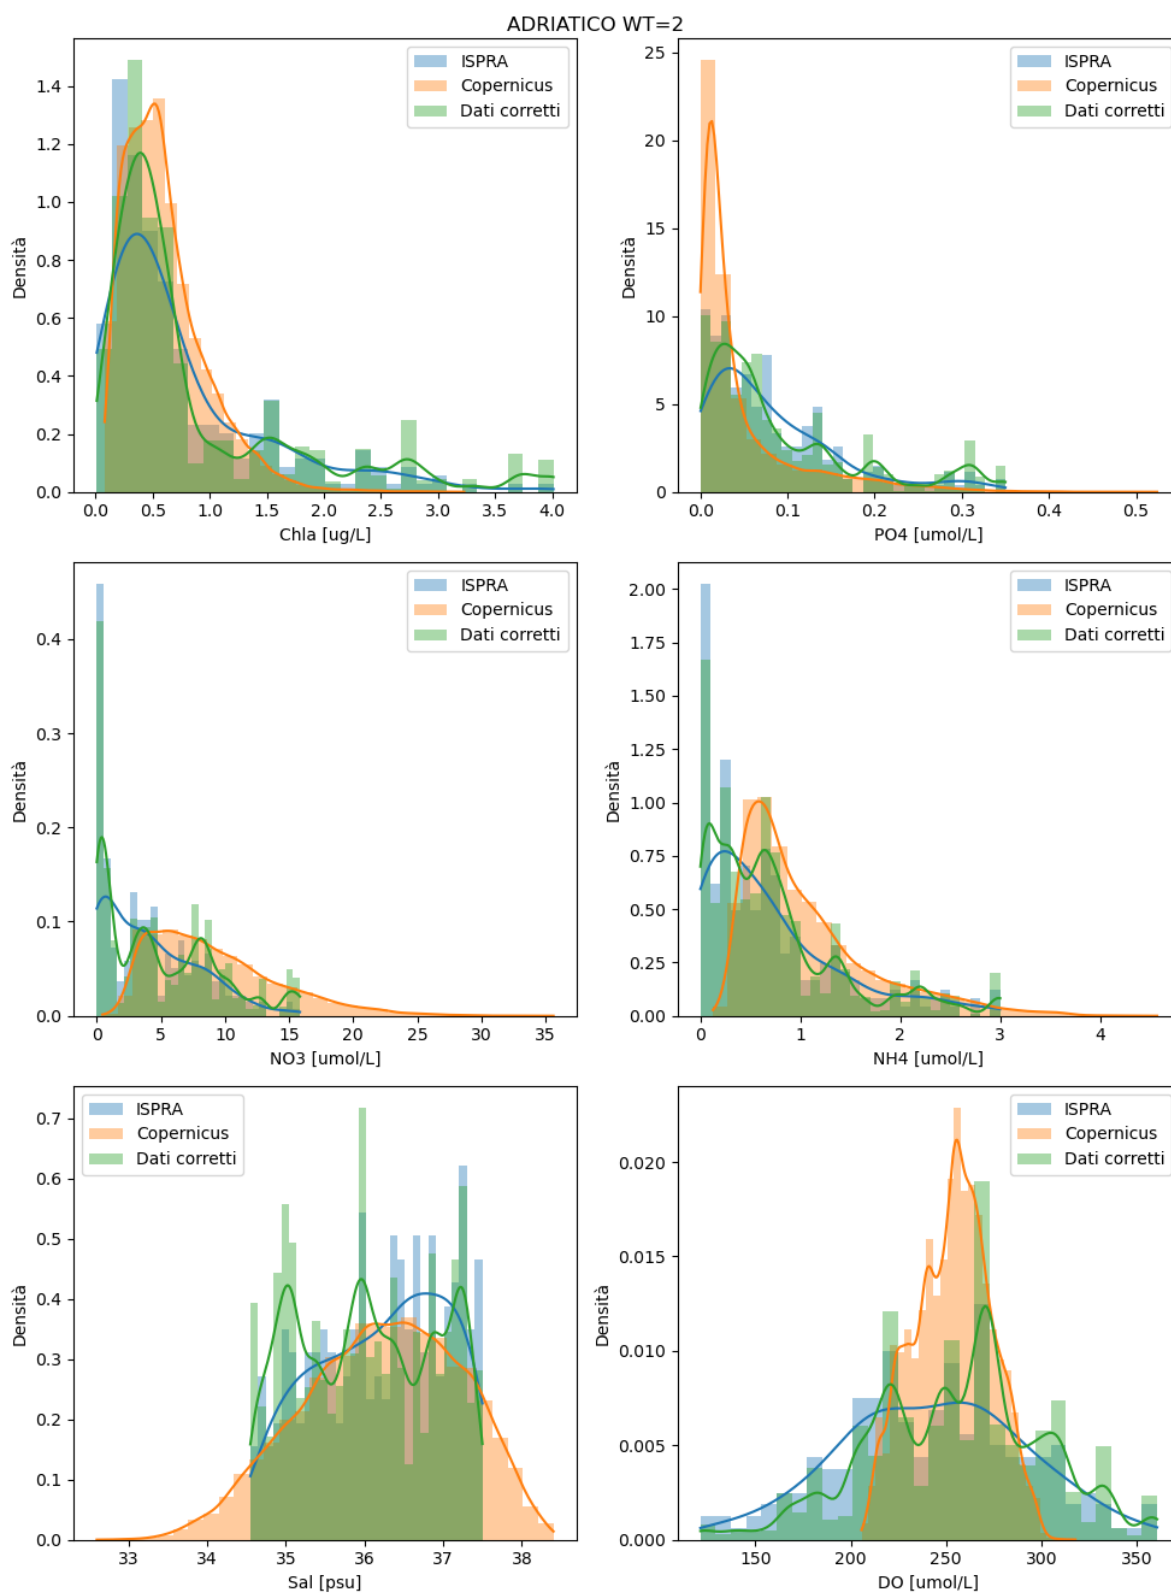 ADRIATICO WT=2
ISPRA
Copernicus
Dati corretti
Densità
0.0
0.2
0.4
0.6
0.8
1.0
1.2
1.4
0.0 0.5 1.0 1.5 2.0 2.5 3.0 3.5 4.0
Chla [ug/L]
ISPRA
Copernicus
Dati corretti
Densità
25
20
15
10
5
0
0.0 0.1 0.2 0.3 0.4 0.5
PO4 [umol/L]
ISPRA
Copernicus
Dati corretti
Densità
0.4
0.3
0.2
0.1
0.0
0 5 10 15 20 25 30 35
NO3 [umol/L]
ISPRA
Copernicus
Dati corretti
Densità
2.00
1.75
1.50
1.25
1.00
0.75
0.50
0.25
0.00
0 1 2 3 4
NH4 [umol/L]
ISPRA
Copernicus
Dati corretti
Densità
0.7
0.6
0.5
0.4
0.3
0.2
0.1
0.0
33 34 35 36 37 38
Sal [psu]
ISPRA
Copernicus
Dati corretti
Densità
0.020
0.015
0.010
0.005
0.000
150 200 250 300 350
DO [umol/L]